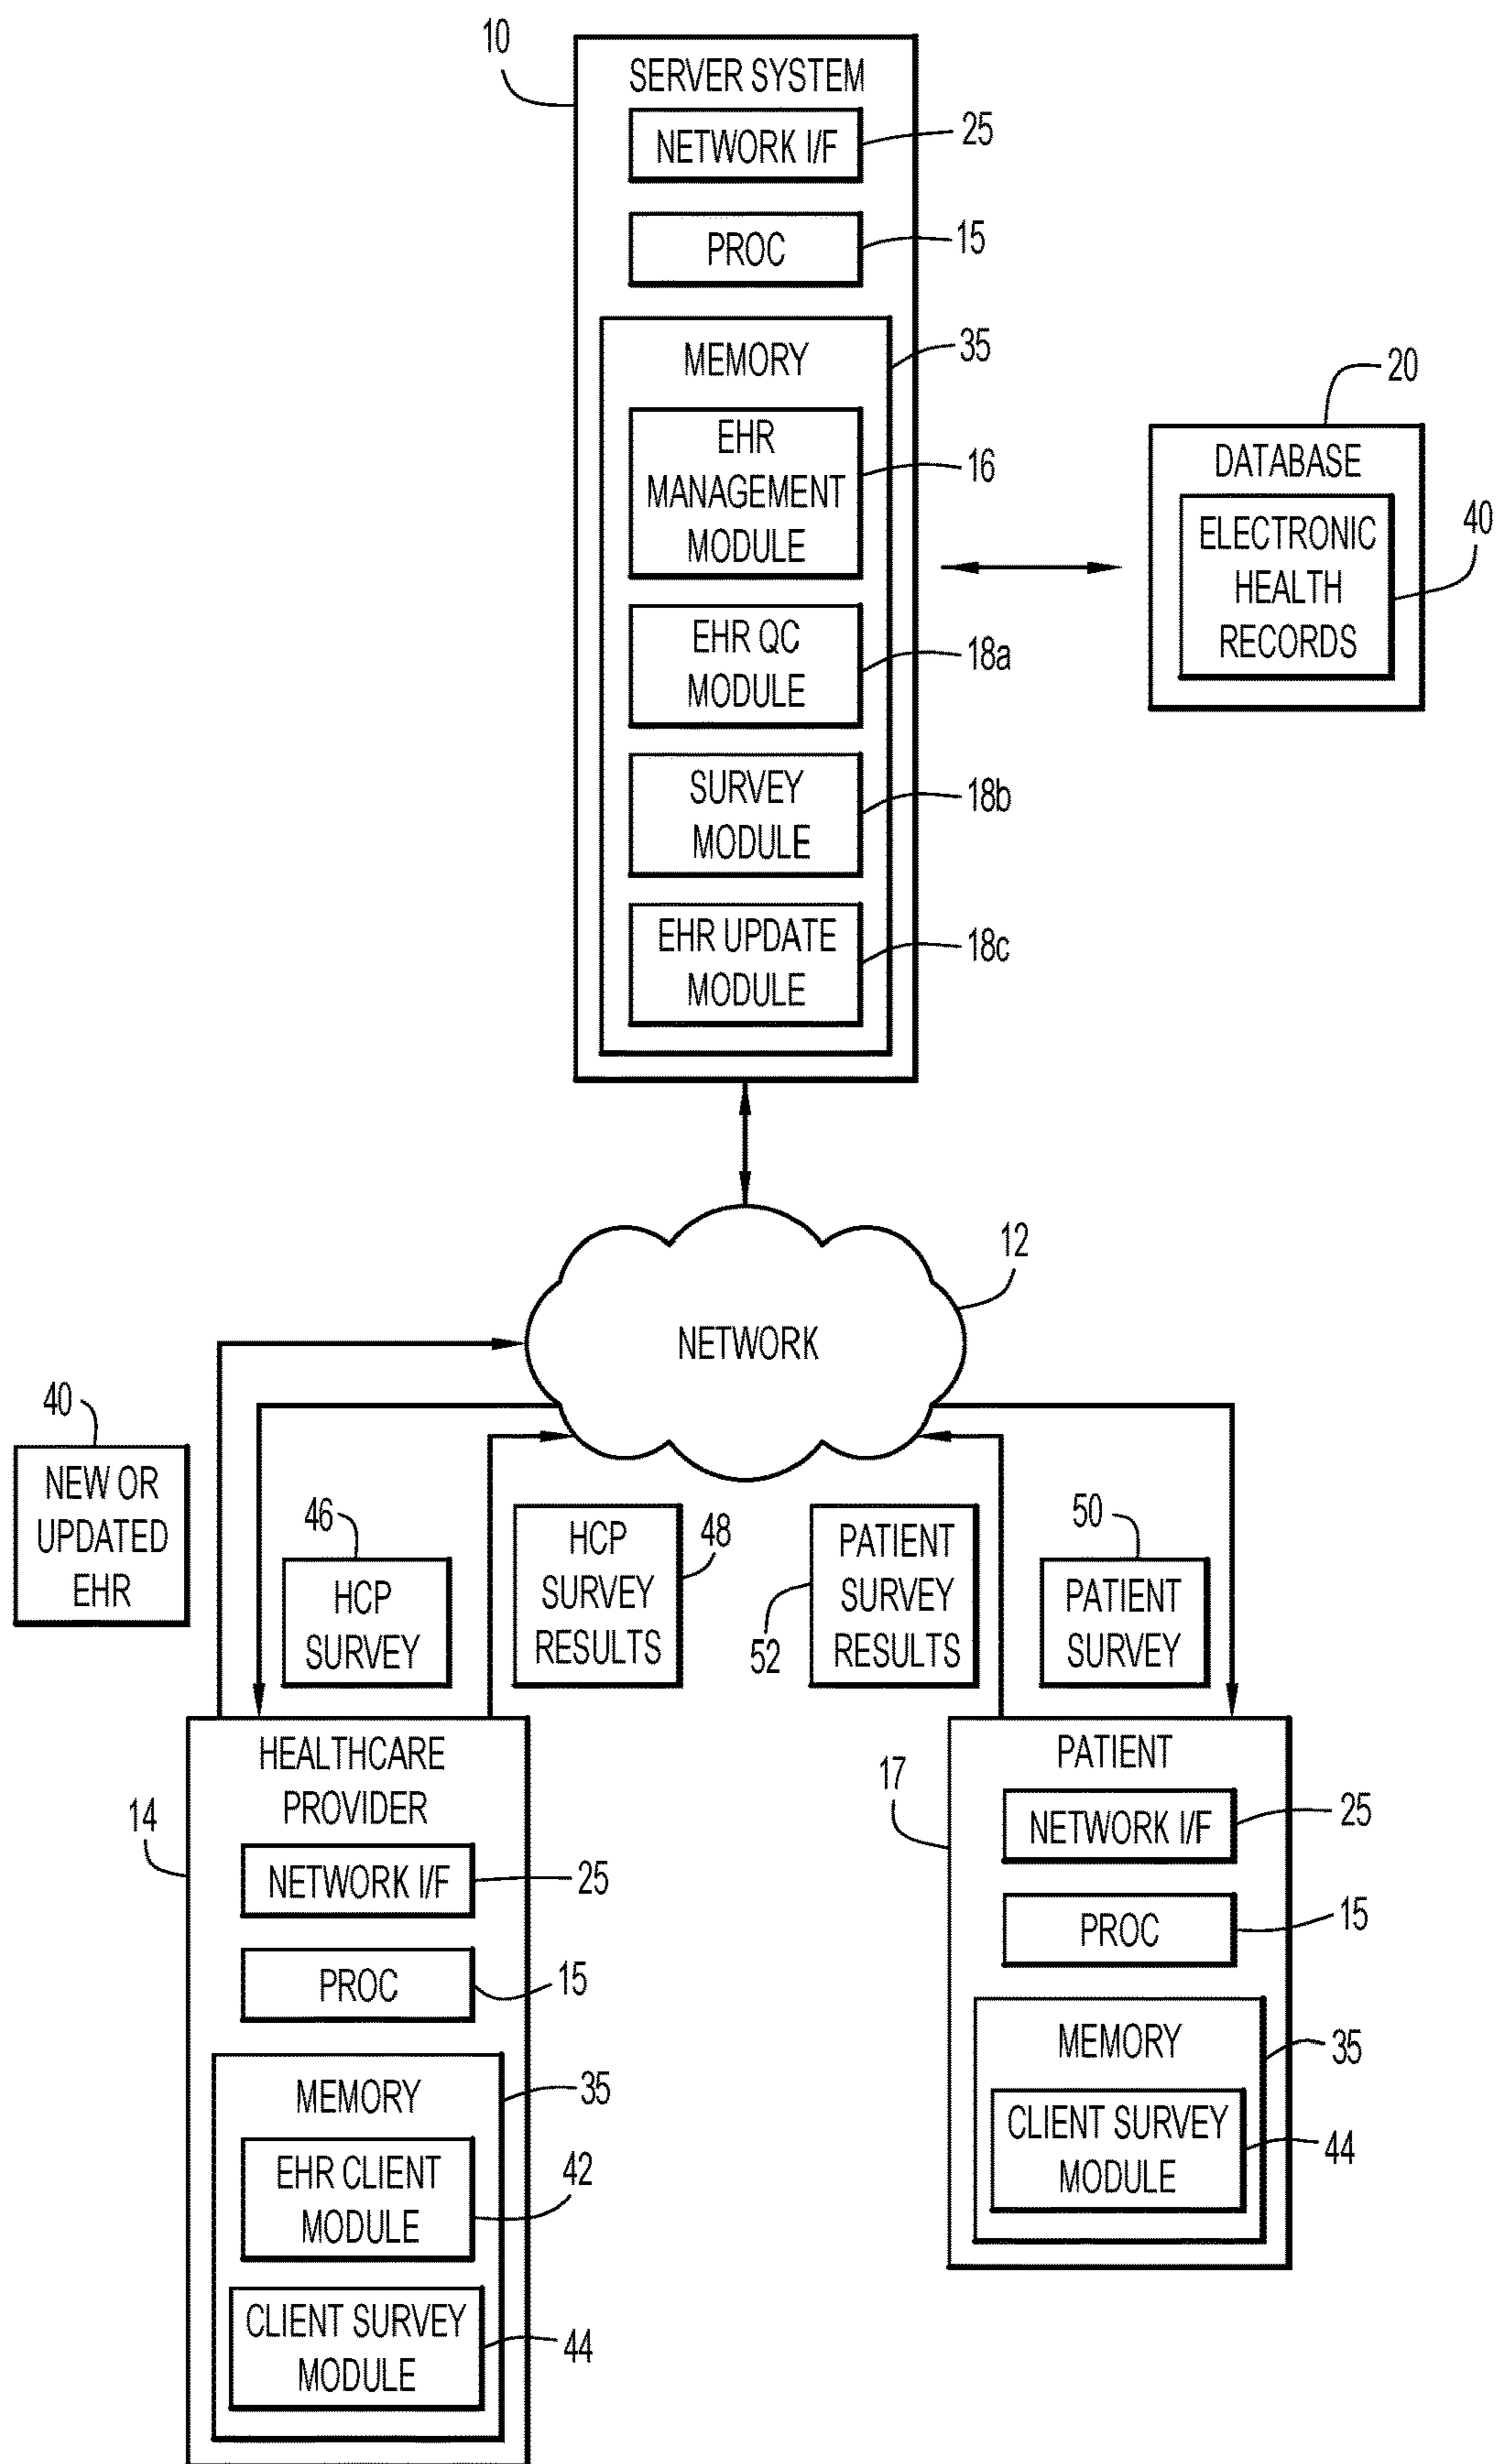 10
SERVER SYSTEM
NETWORK I/F
25
PROC
15
MEMORY
35
EHR
MANAGEMENT
MODULE
16
EHR QC
MODULE
18a
SURVEY
MODULE
18b
EHR UPDATE
MODULE
18c
20
DATABASE
ELECTRONIC
HEALTH
RECORDS
40
12
NETWORK
40
NEW OR
UPDATED
EHR
46
HCP
SURVEY
HCP
SURVEY
RESULTS
48
PATIENT
SURVEY
RESULTS
52
50
PATIENT
SURVEY
14
HEALTHCARE
PROVIDER
NETWORK I/F
25
PROC
15
MEMORY
35
EHR CLIENT
MODULE
42
CLIENT SURVEY
MODULE
44
17
PATIENT
NETWORK I/F
25
PROC
15
MEMORY
35
CLIENT SURVEY
MODULE
44